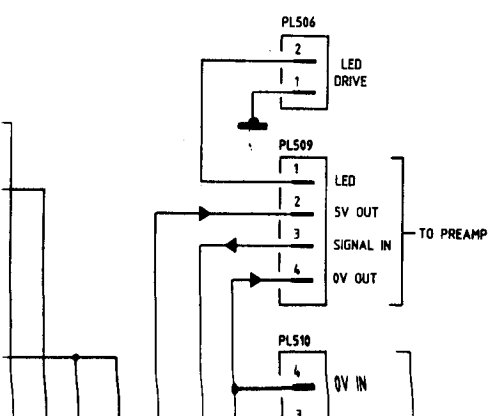 PL506
2
LED
1
DRIVE
PL509
1
LED
2
5V OUT
3
SIGNAL IN
TO PREAMP
4
0V OUT
PL510
4
0V IN
3